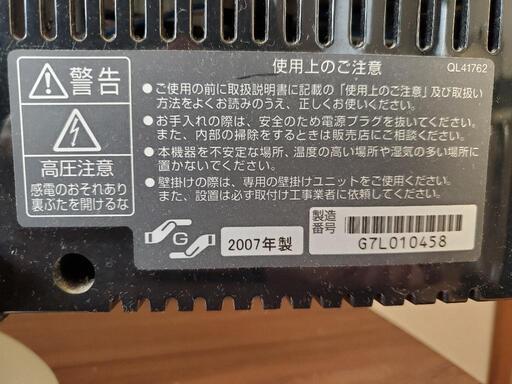 警告
高圧注意
感電のおそれあり
裏ぶたを開けるな
使用上のご注意
QL41762
●ご使用の前に取扱説明書に記載の「使用上のご注意」及び取扱い
方法をよくお読みのうえ、正しくお使いください。
●お手入れの際は、安全のため電源プラグを抜いてください。
また、内部の掃除をするときは販売店にご相談ください。
●本機器を不安定な場所、温度の高い場所や湿気の多い場所に
置かないでください。
●壁掛けの際は、専用の壁掛けユニットをご使用ください。
また、設置は必ず取付け工事業者に依頼してください。
G
2007年製
製造
番号
G7L010458